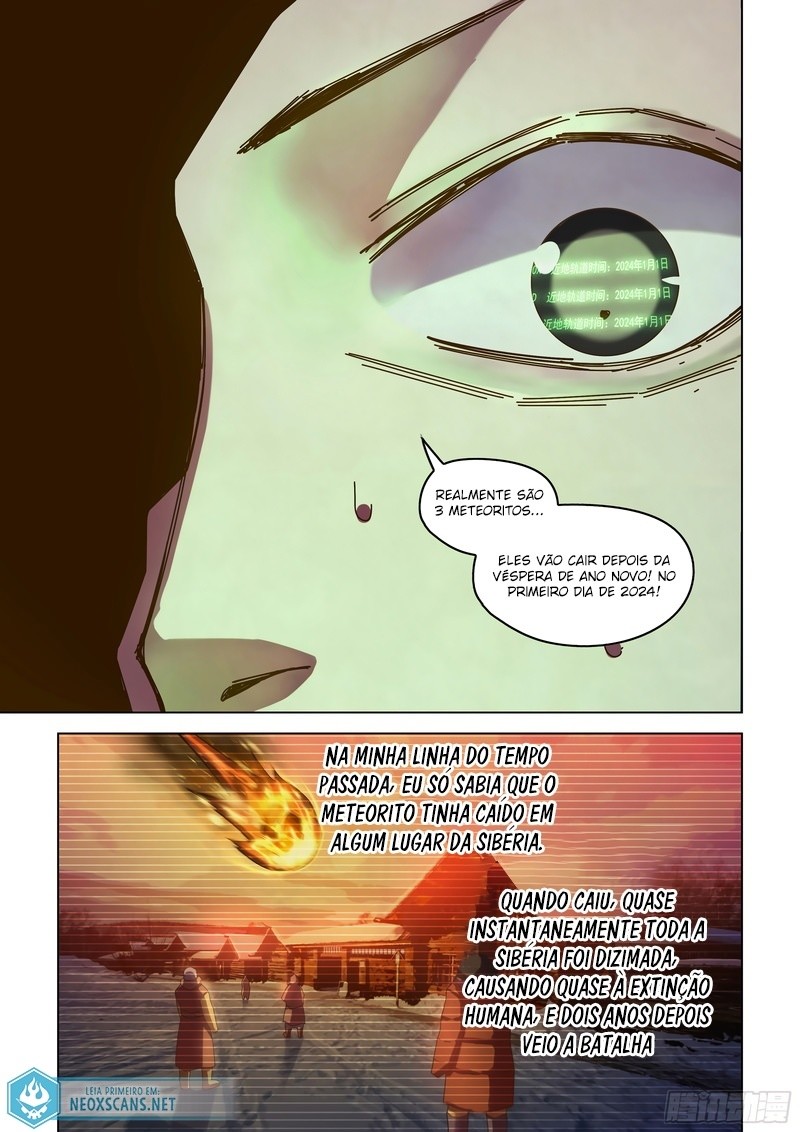 近地轨道时间：2024年1月1日
近地轨道时间：2024年1月1日
近地轨道时间：2024年1月1日
REALMENTE SÃO
3 METEORITOS...
ELES VÃO CAIR DEPOIS DA
VÉSPERA DE ANO NOVO! NO
PRIMEIRO DIA DE 2024!
NA MINHA LINHA DO TEMPO
PASSADA, EU SÓ SABIA QUE O
METEORITO TINHA CAÍDO EM
ALGUM LUGAR DA SIBÉRIA.
QUANDO CAIU, QUASE
INSTANTANEAMENTE TODA A
SIBÉRIA FOI DIZIMADA,
CAUSANDO QUASE À EXTINÇÃO
HUMANA, E DOIS ANOS DEPOIS
VEIO A BATALHA
LEIA PRIMEIRO EM:
NEOXSCANS.NET
腾讯动漫